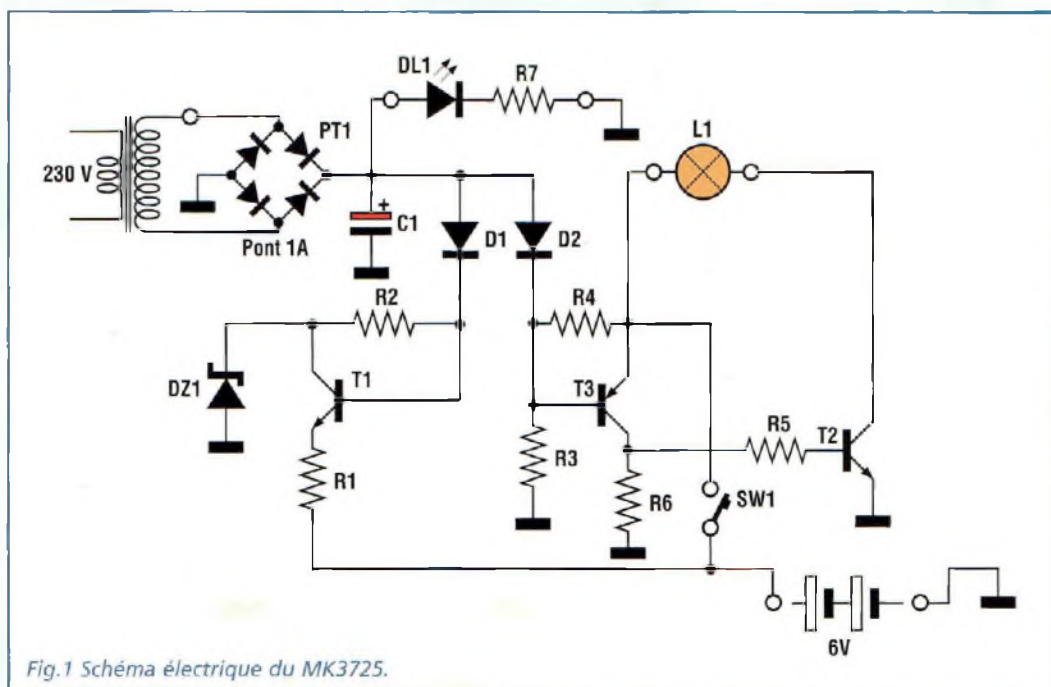 DL1
R7
PT1
L1
230 V
+
C1
D1
D2
Pont 1A
R2
R4
DZ1
T1
T3
R5
T2
R3
R1
R6
SW1
6V
Fig.1 Schéma électrique du MK3725.